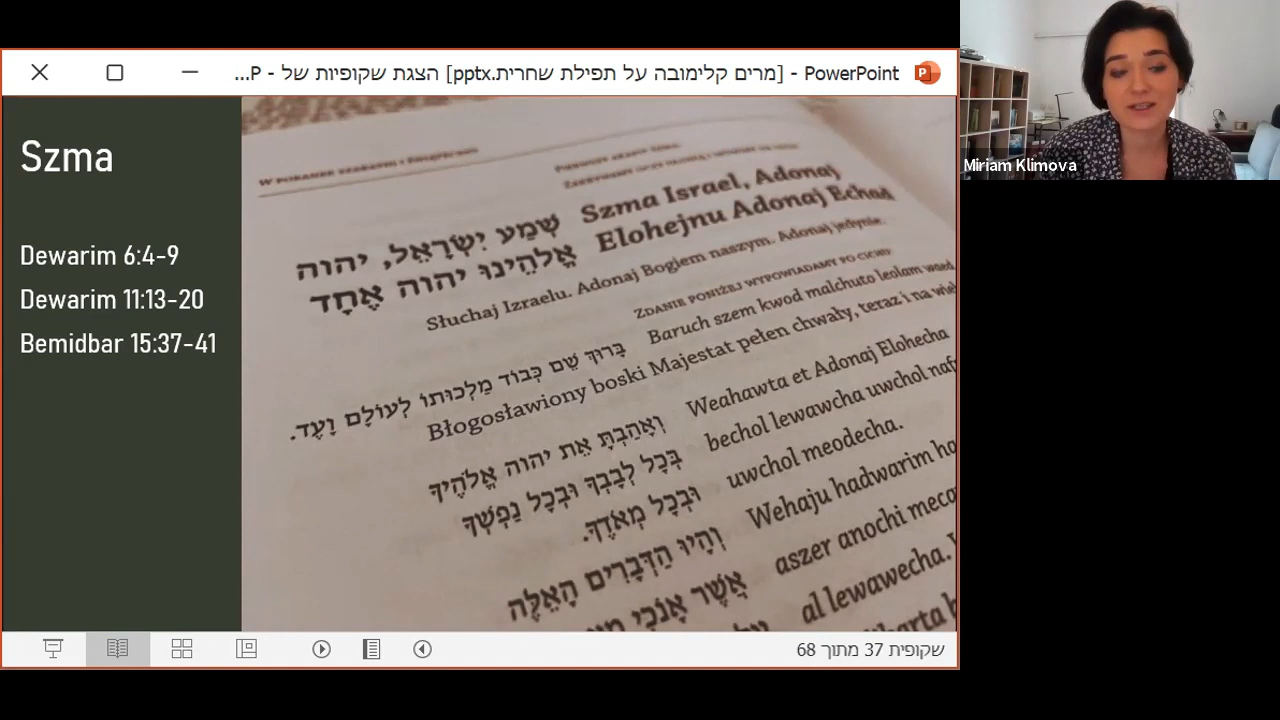 PowerPoint - [מרים קלימובה על תפילת שחרית.pptx] הצגת שקופיות של - P...
Miriam Klimova
Szma
Dewarim 6:4-9
Dewarim 11:13-20
Bemidbar 15:37-41
W PORANEK SZABATNI I ŚWIĄTECZNY
שְׁמַע יִשְׂרָאֵל, יהוה
אֱלֹהֵינוּ יהוה אֶחָד
Szma Israel, Adonaj
Elohejnu Adonaj Echad
Słuchaj Izraelu. Adonaj Bogiem naszym. Adonaj jedynie.
ZDANIE PONIŻEJ WYPOWIADAMY PO CICHU:
בָּרוּךְ שֵׁם כְּבוֹד מַלְכוּתוֹ לְעוֹלָם וָעֶד.
Baruch szem kwod malchuto leolam waed
Błogosławiony boski Majestat pełen chwały, teraz i na
וְאָהַבְתָּ אֵת יהוה אֱלֹהֶיךָ
בְּכָל לְבָבְךָ וּבְכָל נַפְשְׁךָ
וּבְכָל מְאֹדֶךָ.
Weahawta et Adonaj Elohecha
bechol lewawcha uwchol
uwchol meodecha.
וְהָיוּ הַדְּבָרִים הָאֵלֶּה
אֲשֶׁר אָנֹכִי
Wehaju hadwarim
aszer anochi
al lewawecha.
שקופית 37 מתוך 68